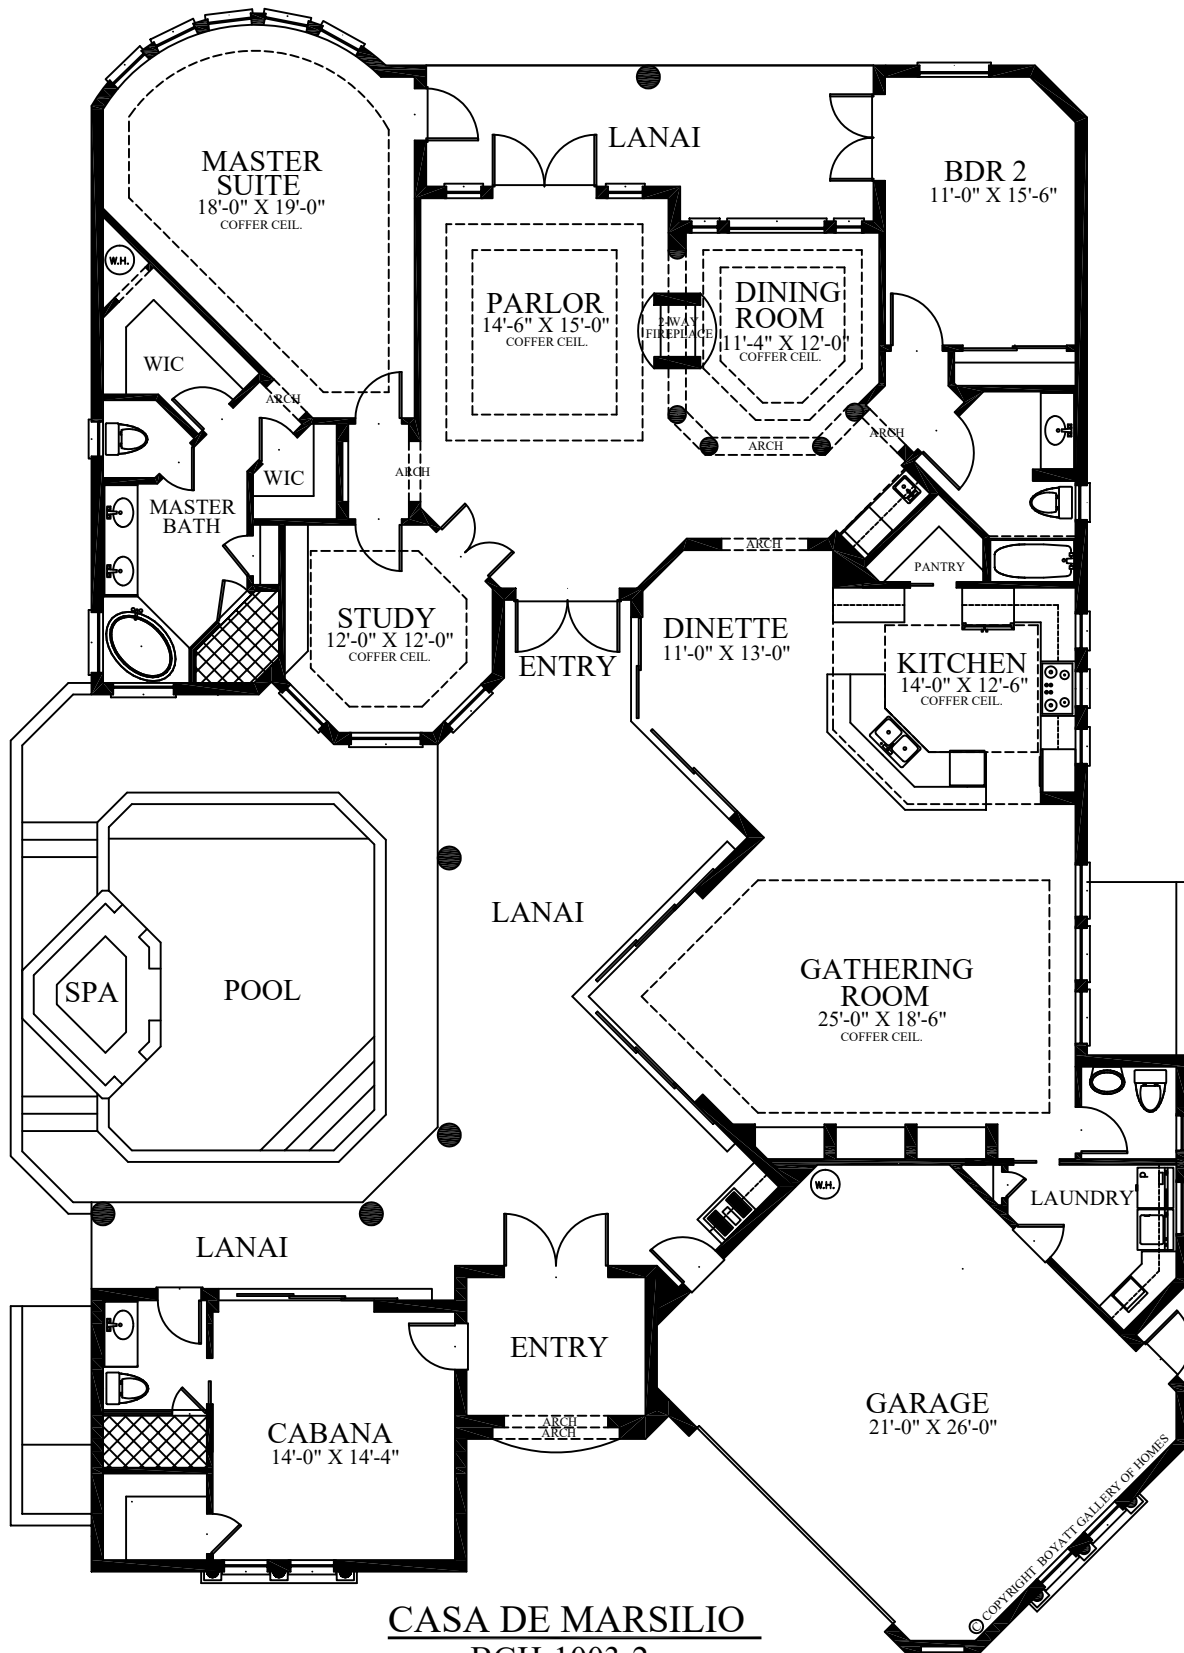 LANAI
MASTER
SUITE
18'-0" X 19'-0"
COFFER CEIL.
BDR 2
11'-0" X 15'-6"
W.H.
PARLOR
14'-6" X 15'-0"
COFFER CEIL.
2-WAY
FIREPLACE
DINING
ROOM
11'-4" X 12'-0"
COFFER CEIL.
WIC
ARCH
WIC
ARCH
ARCH
ARCH
MASTER
BATH
ARCH
PANTRY
STUDY
12'-0" X 12'-0"
COFFER CEIL.
ENTRY
DINETTE
11'-0" X 13'-0"
KITCHEN
14'-0" X 12'-6"
COFFER CEIL.
LANAI
SPA
POOL
GATHERING
ROOM
25'-0" X 18'-6"
COFFER CEIL.
W.H.
LAUNDRY
LANAI
ENTRY
ARCH
ARCH
CABANA
14'-0" X 14'-4"
GARAGE
21'-0" X 26'-0"
© COPYRIGHT BOYATT GALLERY OF HOMES
CASA DE MARSILIO